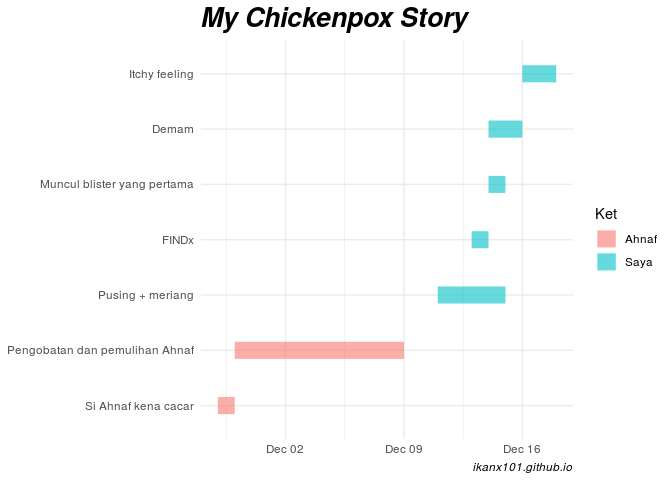 My Chickenpox Story
Itchy feeling
Demam
Muncul blister yang pertama
FINDx
Pusing + meriang
Pengobatan dan pemulihan Ahnaf
Si Ahnaf kena cacar
Dec 02 Dec 09 Dec 16
ikanx101.github.io
Ket
Ahnaf
Saya